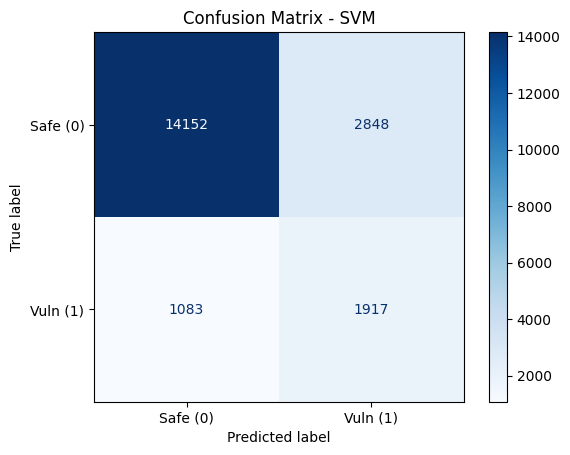 Confusion Matrix - SVM
True label
Safe (0)
Vuln (1)
14152
2848
1083
1917
Safe (0)
Vuln (1)
Predicted label
14000
12000
10000
8000
6000
4000
2000